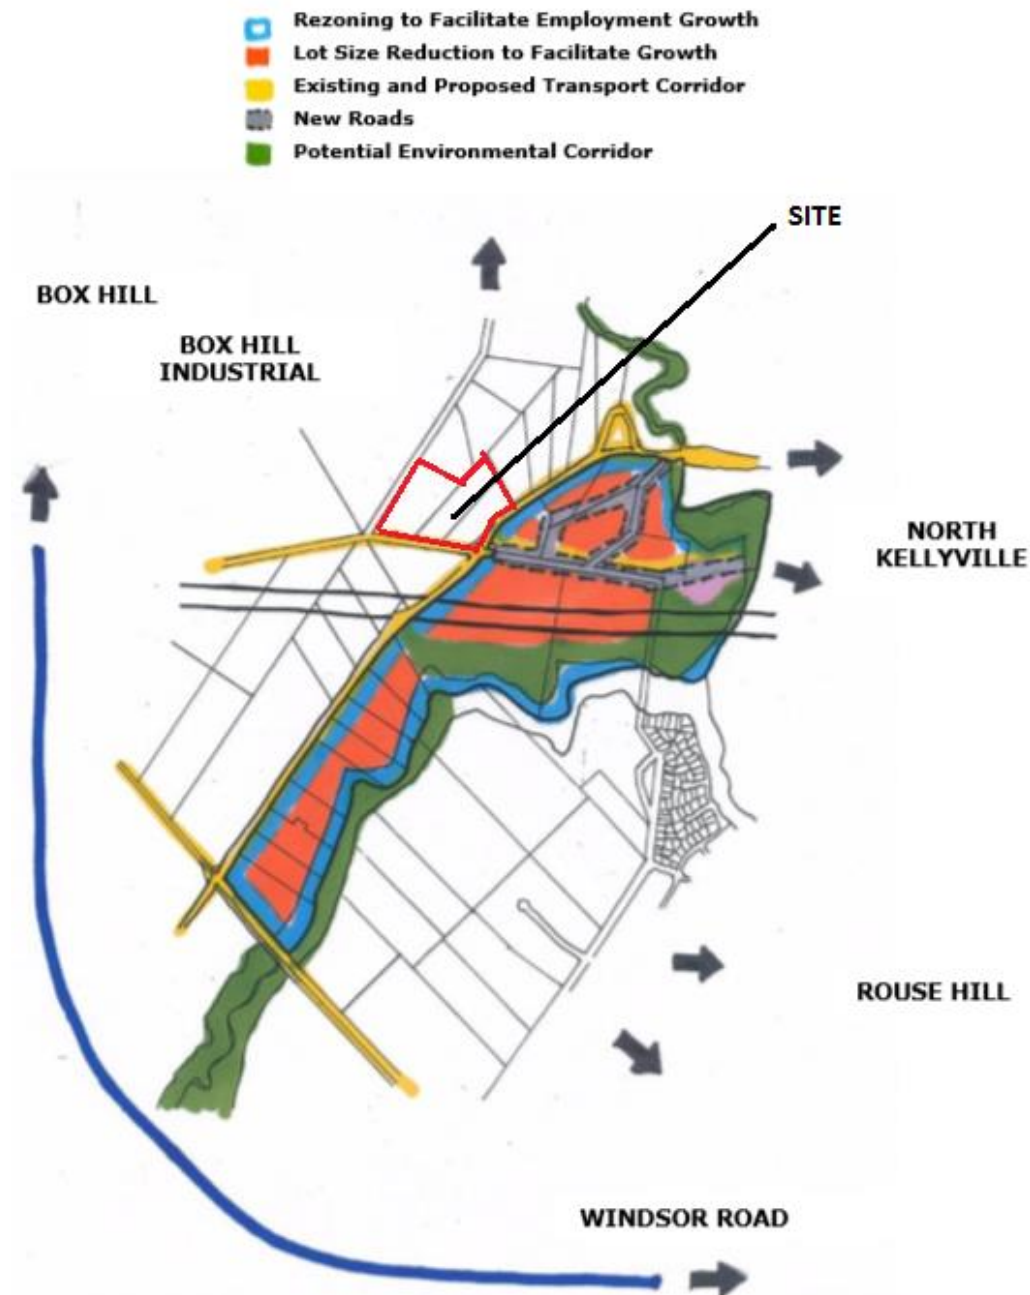 Rezoning to Facilitate Employment Growth
Lot Size Reduction to Facilitate Growth
Existing and Proposed Transport Corridor
New Roads
Potential Environmental Corridor
SITE
BOX HILL
BOX HILL
INDUSTRIAL
NORTH
KELLYVILLE
ROUSE HILL
WINDSOR ROAD